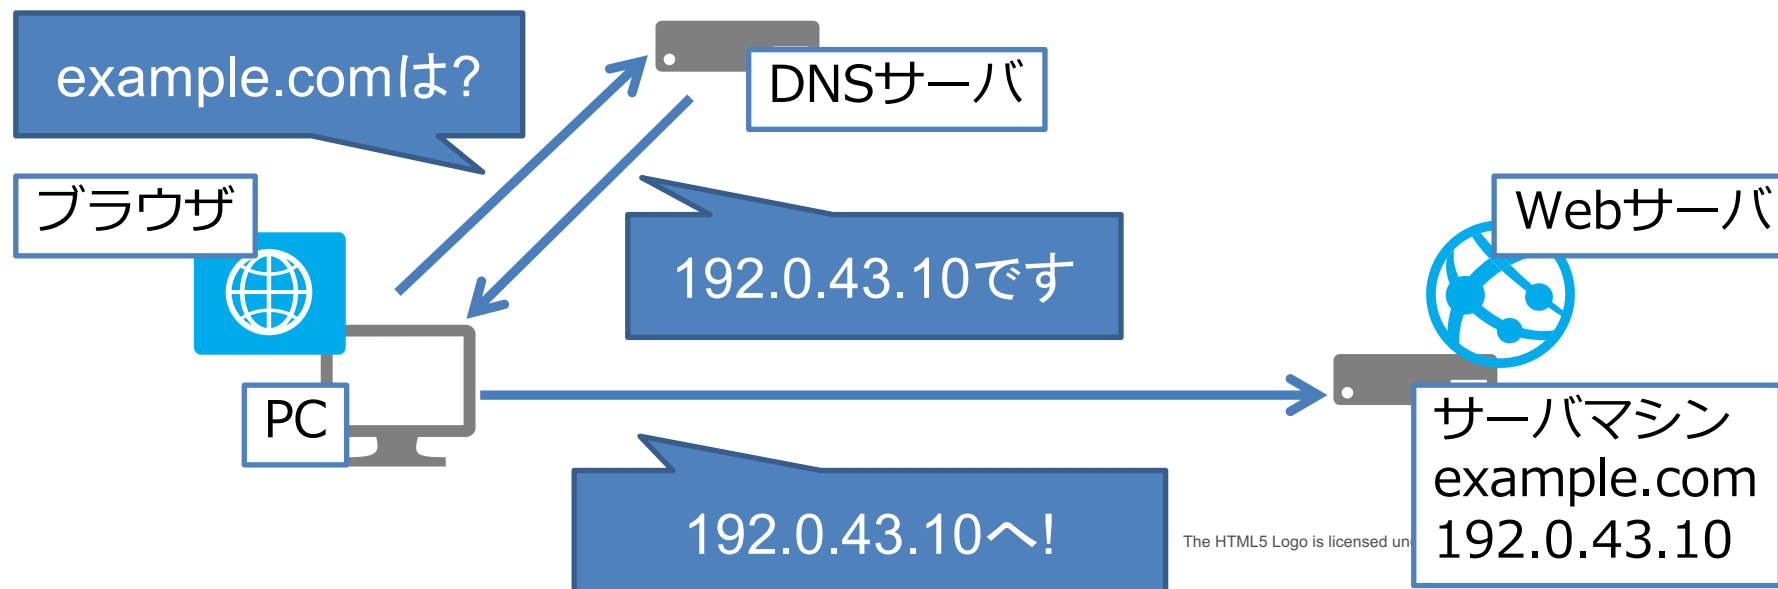 example.comは?
DNSサーバ
ブラウザ
Webサーバ
192.0.43.10です
PC
サーバマシン
example.com
192.0.43.10
192.0.43.10へ!
The HTML5 Logo is licensed